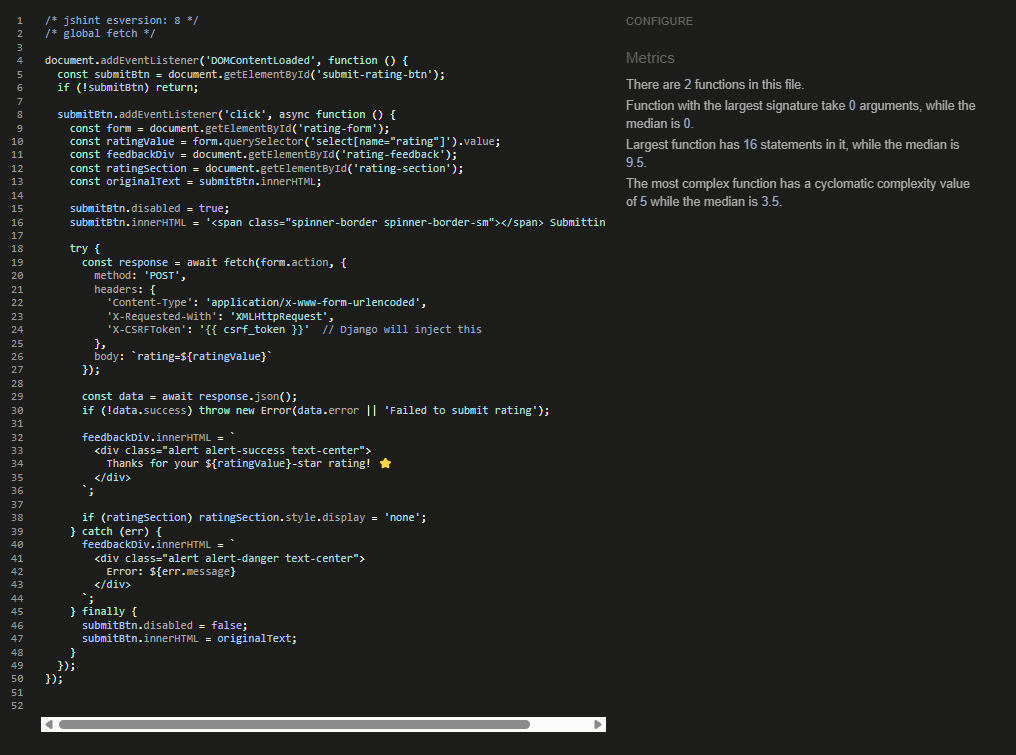 1 /* jshint esversion: 8 */
2 /* global fetch */
3
4 document.addEventListener('DOMContentLoaded', function () {
5   const submitBtn = document.getElementById('submit-rating-btn');
6   if (!submitBtn) return;
7
8   submitBtn.addEventListener('click', async function () {
9     const form = document.getElementById('rating-form');
10     const ratingValue = form.querySelector('select[name="rating"]').value;
11     const feedbackDiv = document.getElementById('rating-feedback');
12     const ratingSection = document.getElementById('rating-section');
13     const originalText = submitBtn.innerHTML;
14
15     submitBtn.disabled = true;
16     submitBtn.innerHTML = '<span class="spinner-border spinner-border-sm"></span> Submittin
17
18     try {
19       const response = await fetch(form.action, {
20         method: 'POST',
21         headers: {
22           'Content-Type': 'application/x-www-form-urlencoded',
23           'X-Requested-With': 'XMLHttpRequest',
24           'X-CSRFToken': '{{ csrf_token }}'  // Django will inject this
25         },
26         body: `rating=${ratingValue}`
27       });
28
29       const data = await response.json();
30       if (!data.success) throw new Error(data.error || 'Failed to submit rating');
31
32       feedbackDiv.innerHTML = `
33         <div class="alert alert-success text-center">
34           Thanks for your ${ratingValue}-star rating! ⭐
35         </div>
36       `;
37
38       if (ratingSection) ratingSection.style.display = 'none';
39     } catch (err) {
40       feedbackDiv.innerHTML = `
41         <div class="alert alert-danger text-center">
42           Error: ${err.message}
43         </div>
44       `;
45     } finally {
46       submitBtn.disabled = false;
47       submitBtn.innerHTML = originalText;
48     }
49   });
50 });
51
52
CONFIGURE
Metrics
There are 2 functions in this file.
Function with the largest signature take 0 arguments, while the
median is 0.
Largest function has 16 statements in it, while the median is
9.5.
The most complex function has a cyclomatic complexity value
of 5 while the median is 3.5.